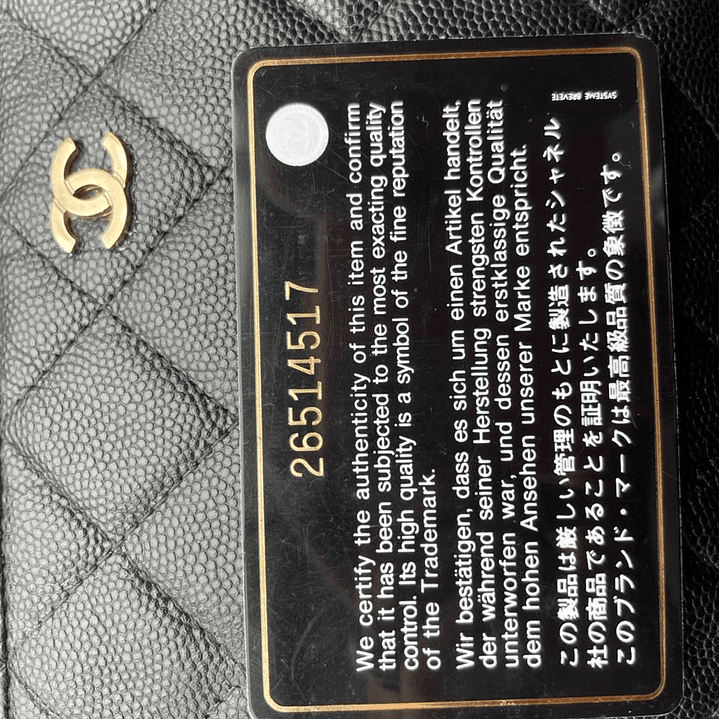 26514517
We certify the authenticity of this item and confirm
that it has been subjected to the most exacting quality
control. Its high quality is a symbol of the fine reputation
of the Trademark.
Wir bestätigen, dass es sich um einen Artikel handelt,
der während seiner Herstellung strengsten Kontrollen
unterworfen war, und dessen erstklassige Qualität
dem hohen Ansehen unserer Marke entspricht.
この製品は厳しい管理のもとに製造されたシャネル
社の商品であることを証明いたします。
このブランド・マークは最高級品質の象徴です。
SYSTEME BREVETE